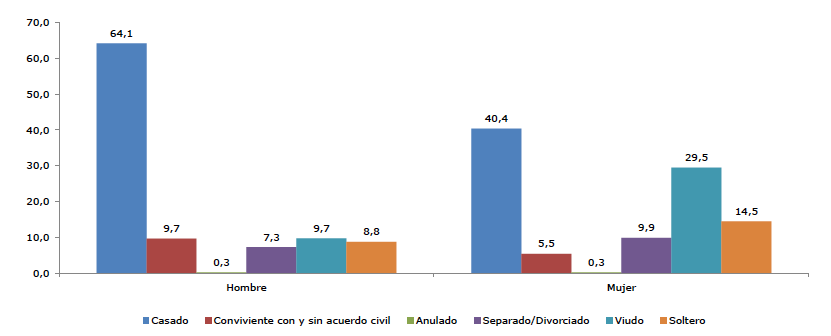 70,0
60,0
50,0
40,0
30,0
20,0
10,0
0,0
64,1
9,7
0,3
7,3
9,7
8,8
40,4
5,5
0,3
9,9
29,5
14,5
Hombre
Mujer
Casado
Conviviente con y sin acuerdo civil
Anulado
Separado/Divorciado
Viudo
Soltero